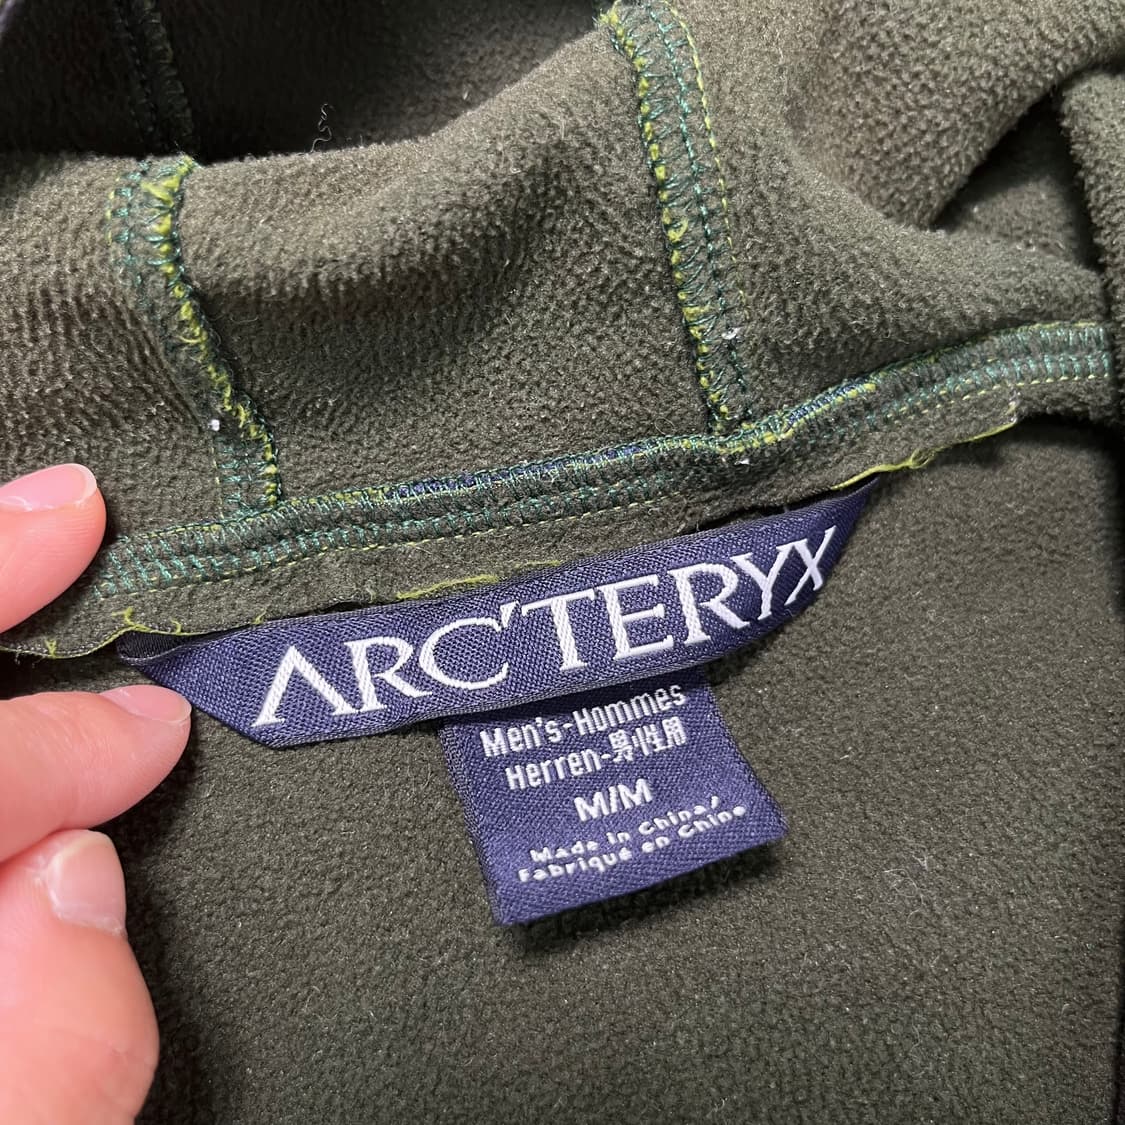 ARC'TERYX
Men's-Hommes
Herren-男性用
M/M
Made in China/
Fabriqué en Chine